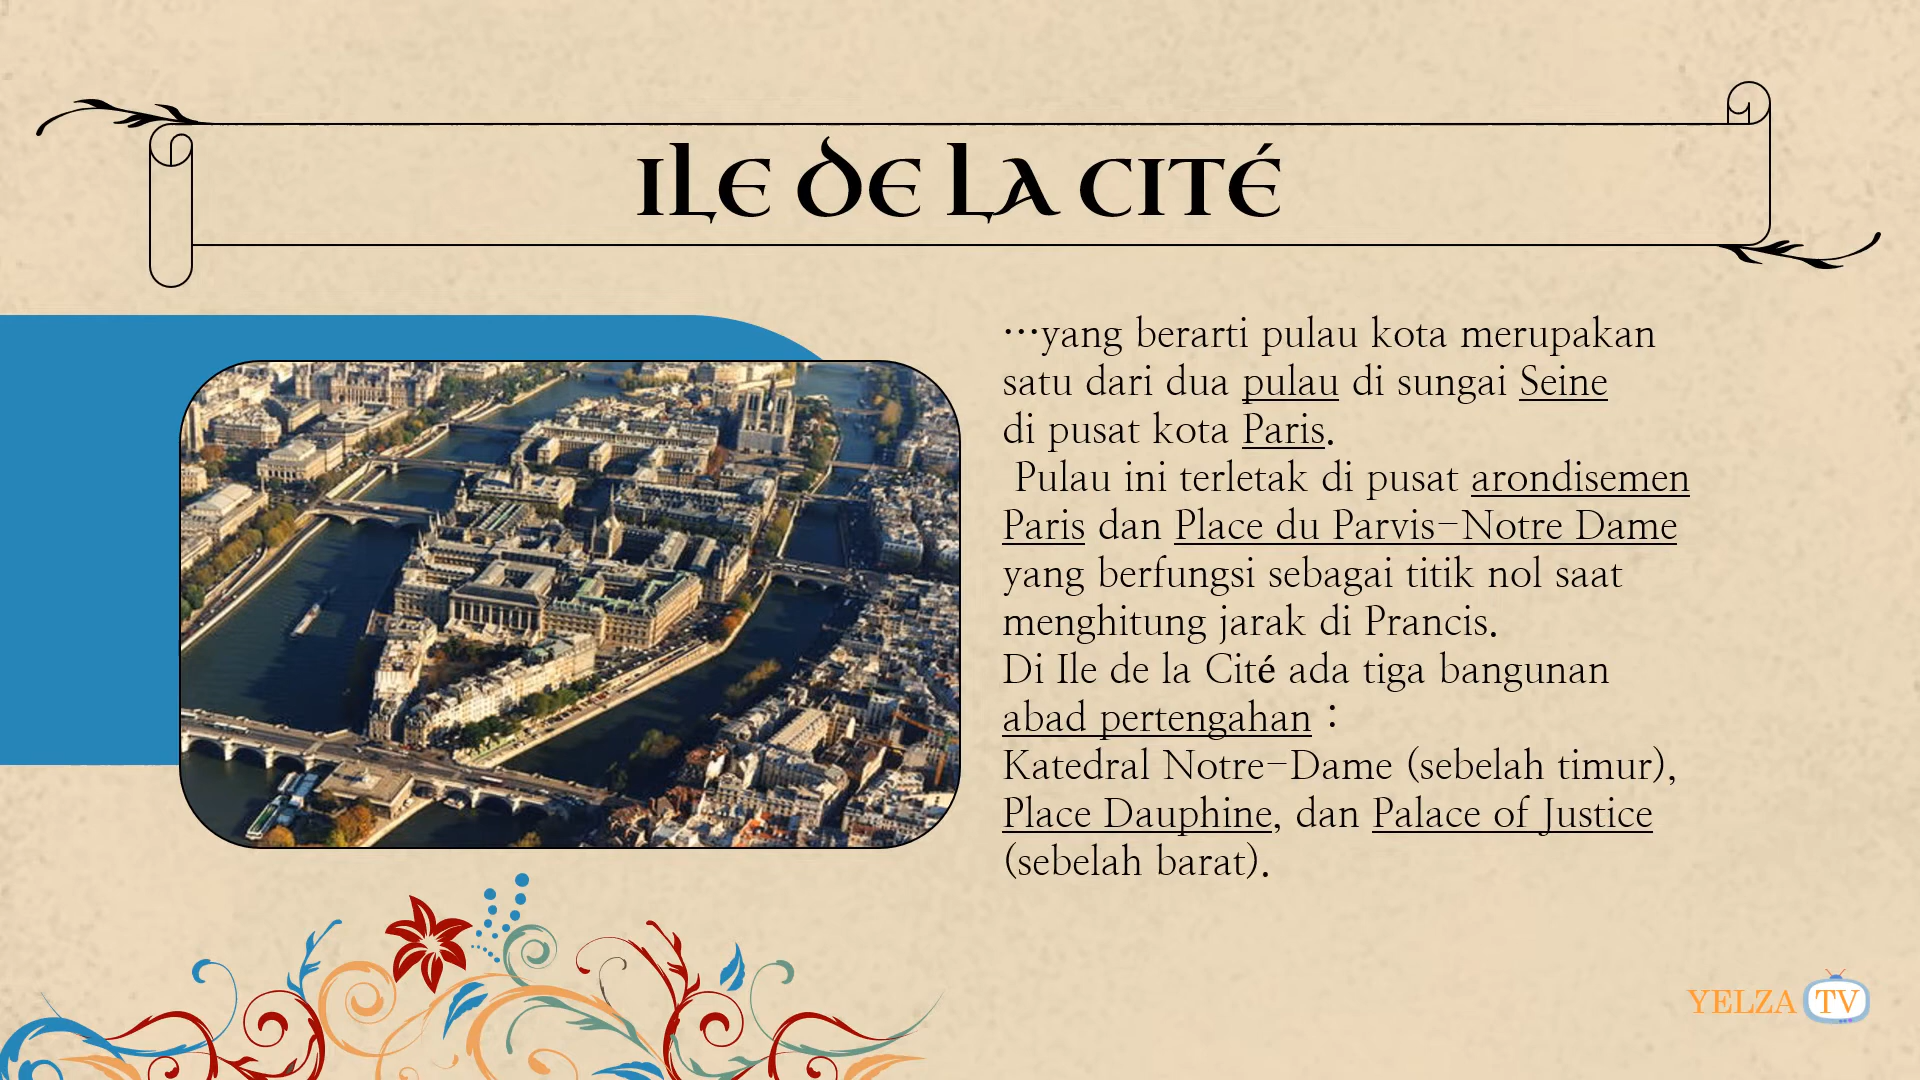 ILE DE LA CITÉ
…yang berarti pulau kota merupakan
satu dari dua pulau di sungai Seine
di pusat kota Paris.
Pulau ini terletak di pusat arondisemen
Paris dan Place du Parvis-Notre Dame
yang berfungsi sebagai titik nol saat
menghitung jarak di Prancis.
Di Ile de la Cité ada tiga bangunan
abad pertengahan :
Katedral Notre-Dame (sebelah timur),
Place Dauphine, dan Palace of Justice
(sebelah barat).
YELZA TV